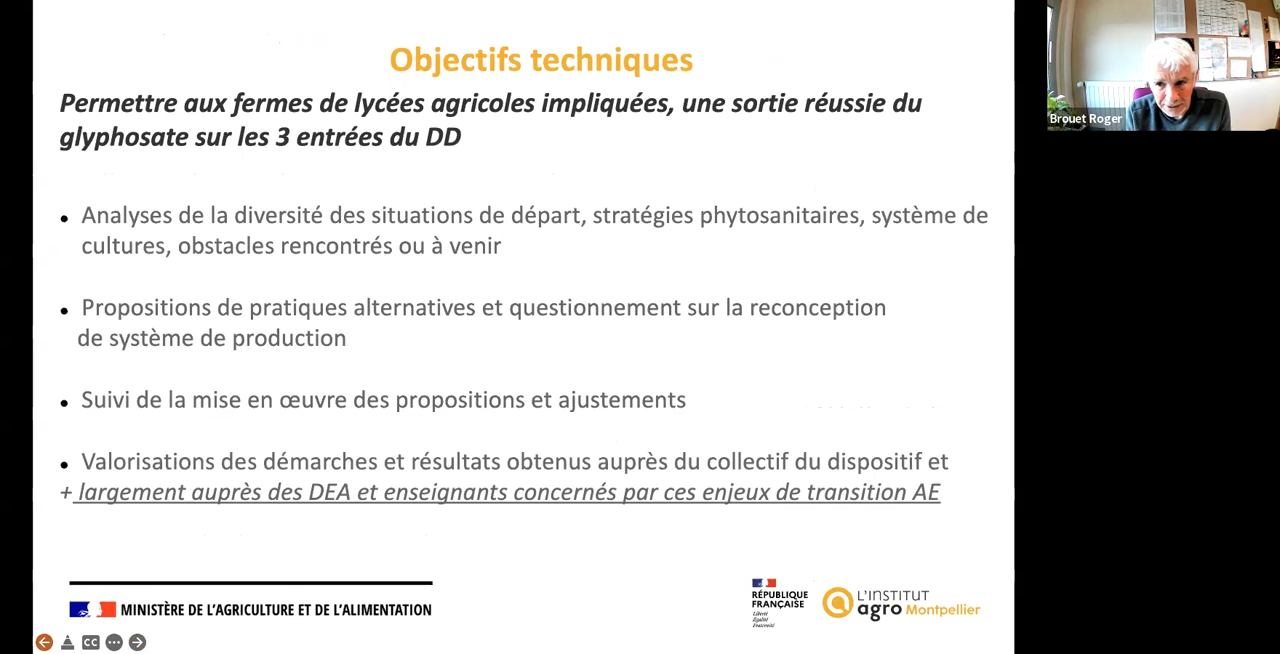 Objectifs techniques
Permettre aux fermes de lycées agricoles impliquées, une sortie réussie du
glyphosate sur les 3 entrées du DD
• Analyses de la diversité des situations de départ, stratégies phytosanitaires, système de
cultures, obstacles rencontrés ou à venir
• Propositions de pratiques alternatives et questionnement sur la reconception
de système de production
• Suivi de la mise en œuvre des propositions et ajustements
• Valorisations des démarches et résultats obtenus auprès du collectif du dispositif et
+ largement auprès des DEA et enseignants concernés par ces enjeux de transition AE
MINISTÈRE DE L'AGRICULTURE ET DE L'ALIMENTATION
RÉPUBLIQUE
FRANÇAISE
Liberté
Égalité
Fraternité
L'INSTITUT
agro Montpellier
CC
Brouet Roger